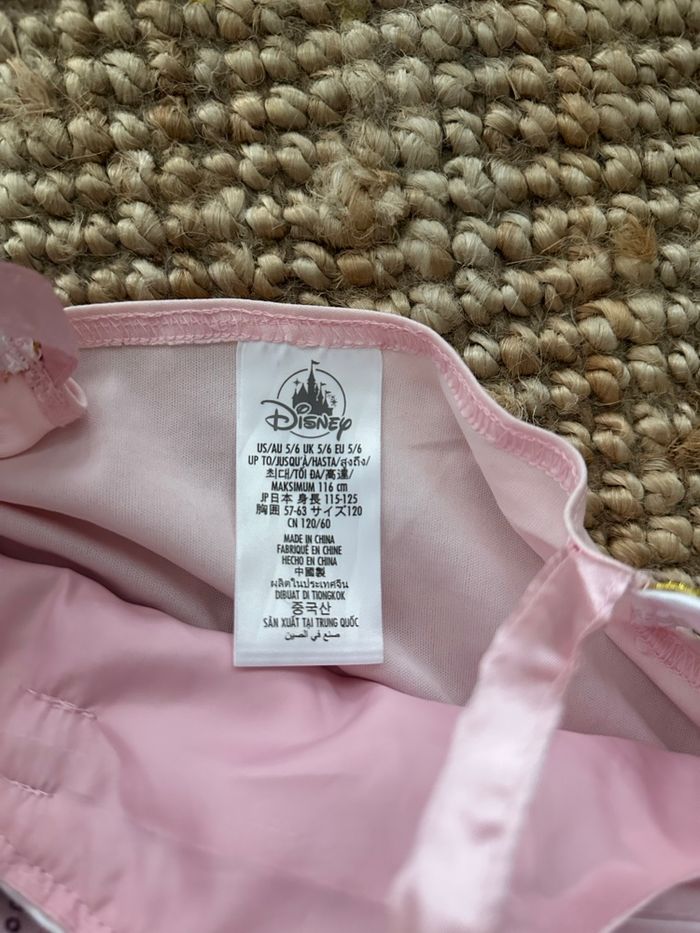 Disney
US/AU 5/6 UK 5/6 EU 5/6
UP TO/JUSQU'À/HASTA/สูงถึง/
최대/TỐI ĐA/高達/
MAKSIMUM 116 cm
JP日本 身長 115-125
胸囲 57-63 サイズ120
CN 120/60
MADE IN CHINA
FABRIQUÉ EN CHINE
HECHO EN CHINA
中國製
ผลิตในประเทศจีน
DIBUAT DI TIONGKOK
중국산
SẢN XUẤT TẠI TRUNG QUỐC
صنع في الصين